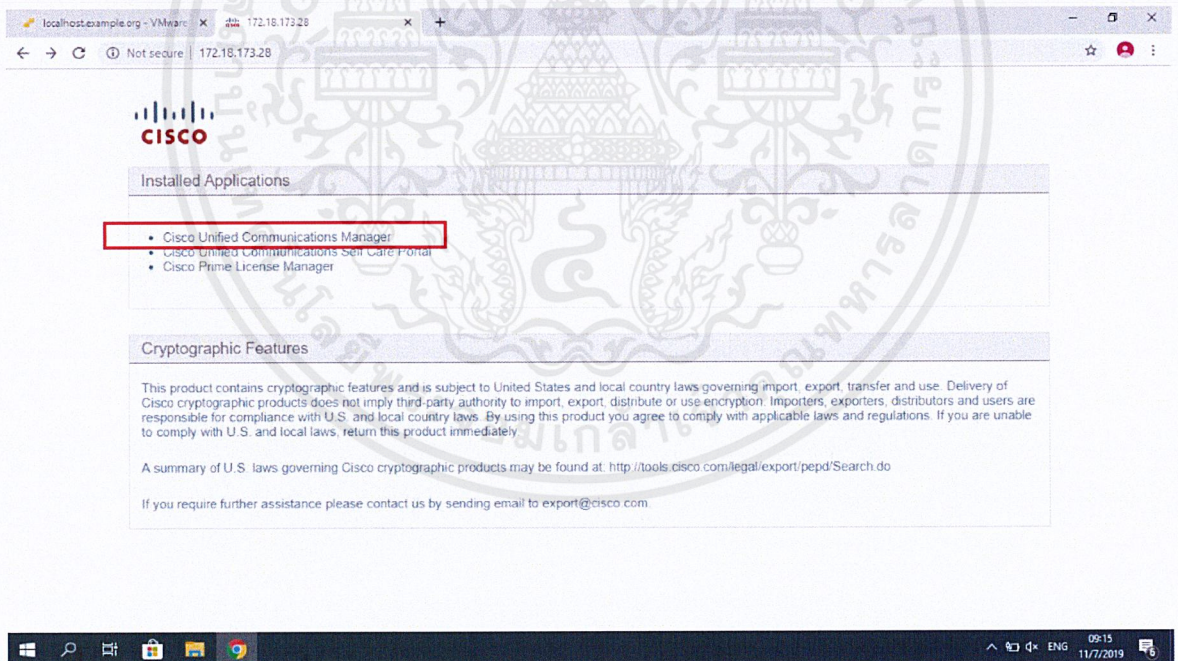 localhost.example.org - VMware
172.18.173.28
Not secure | 172.18.173.28
CISCO
Installed Applications
Cisco Unified Communications Manager
Cisco Unified Communications Self Care Portal
Cisco Prime License Manager
Cryptographic Features
This product contains cryptographic features and is subject to United States and local country laws governing import, export, transfer and use. Delivery of
Cisco cryptographic products does not imply third-party authority to import, export, distribute or use encryption. Importers, exporters, distributors and users are
responsible for compliance with U.S. and local country laws. By using this product you agree to comply with applicable laws and regulations. If you are unable
to comply with U.S. and local laws, return this product immediately.
A summary of U.S. laws governing Cisco cryptographic products may be found at: http://tools.cisco.com/legal/export/pepd/Search.do
If you require further assistance please contact us by sending email to export@cisco.com.
ENG
09:15
11/7/2019
6